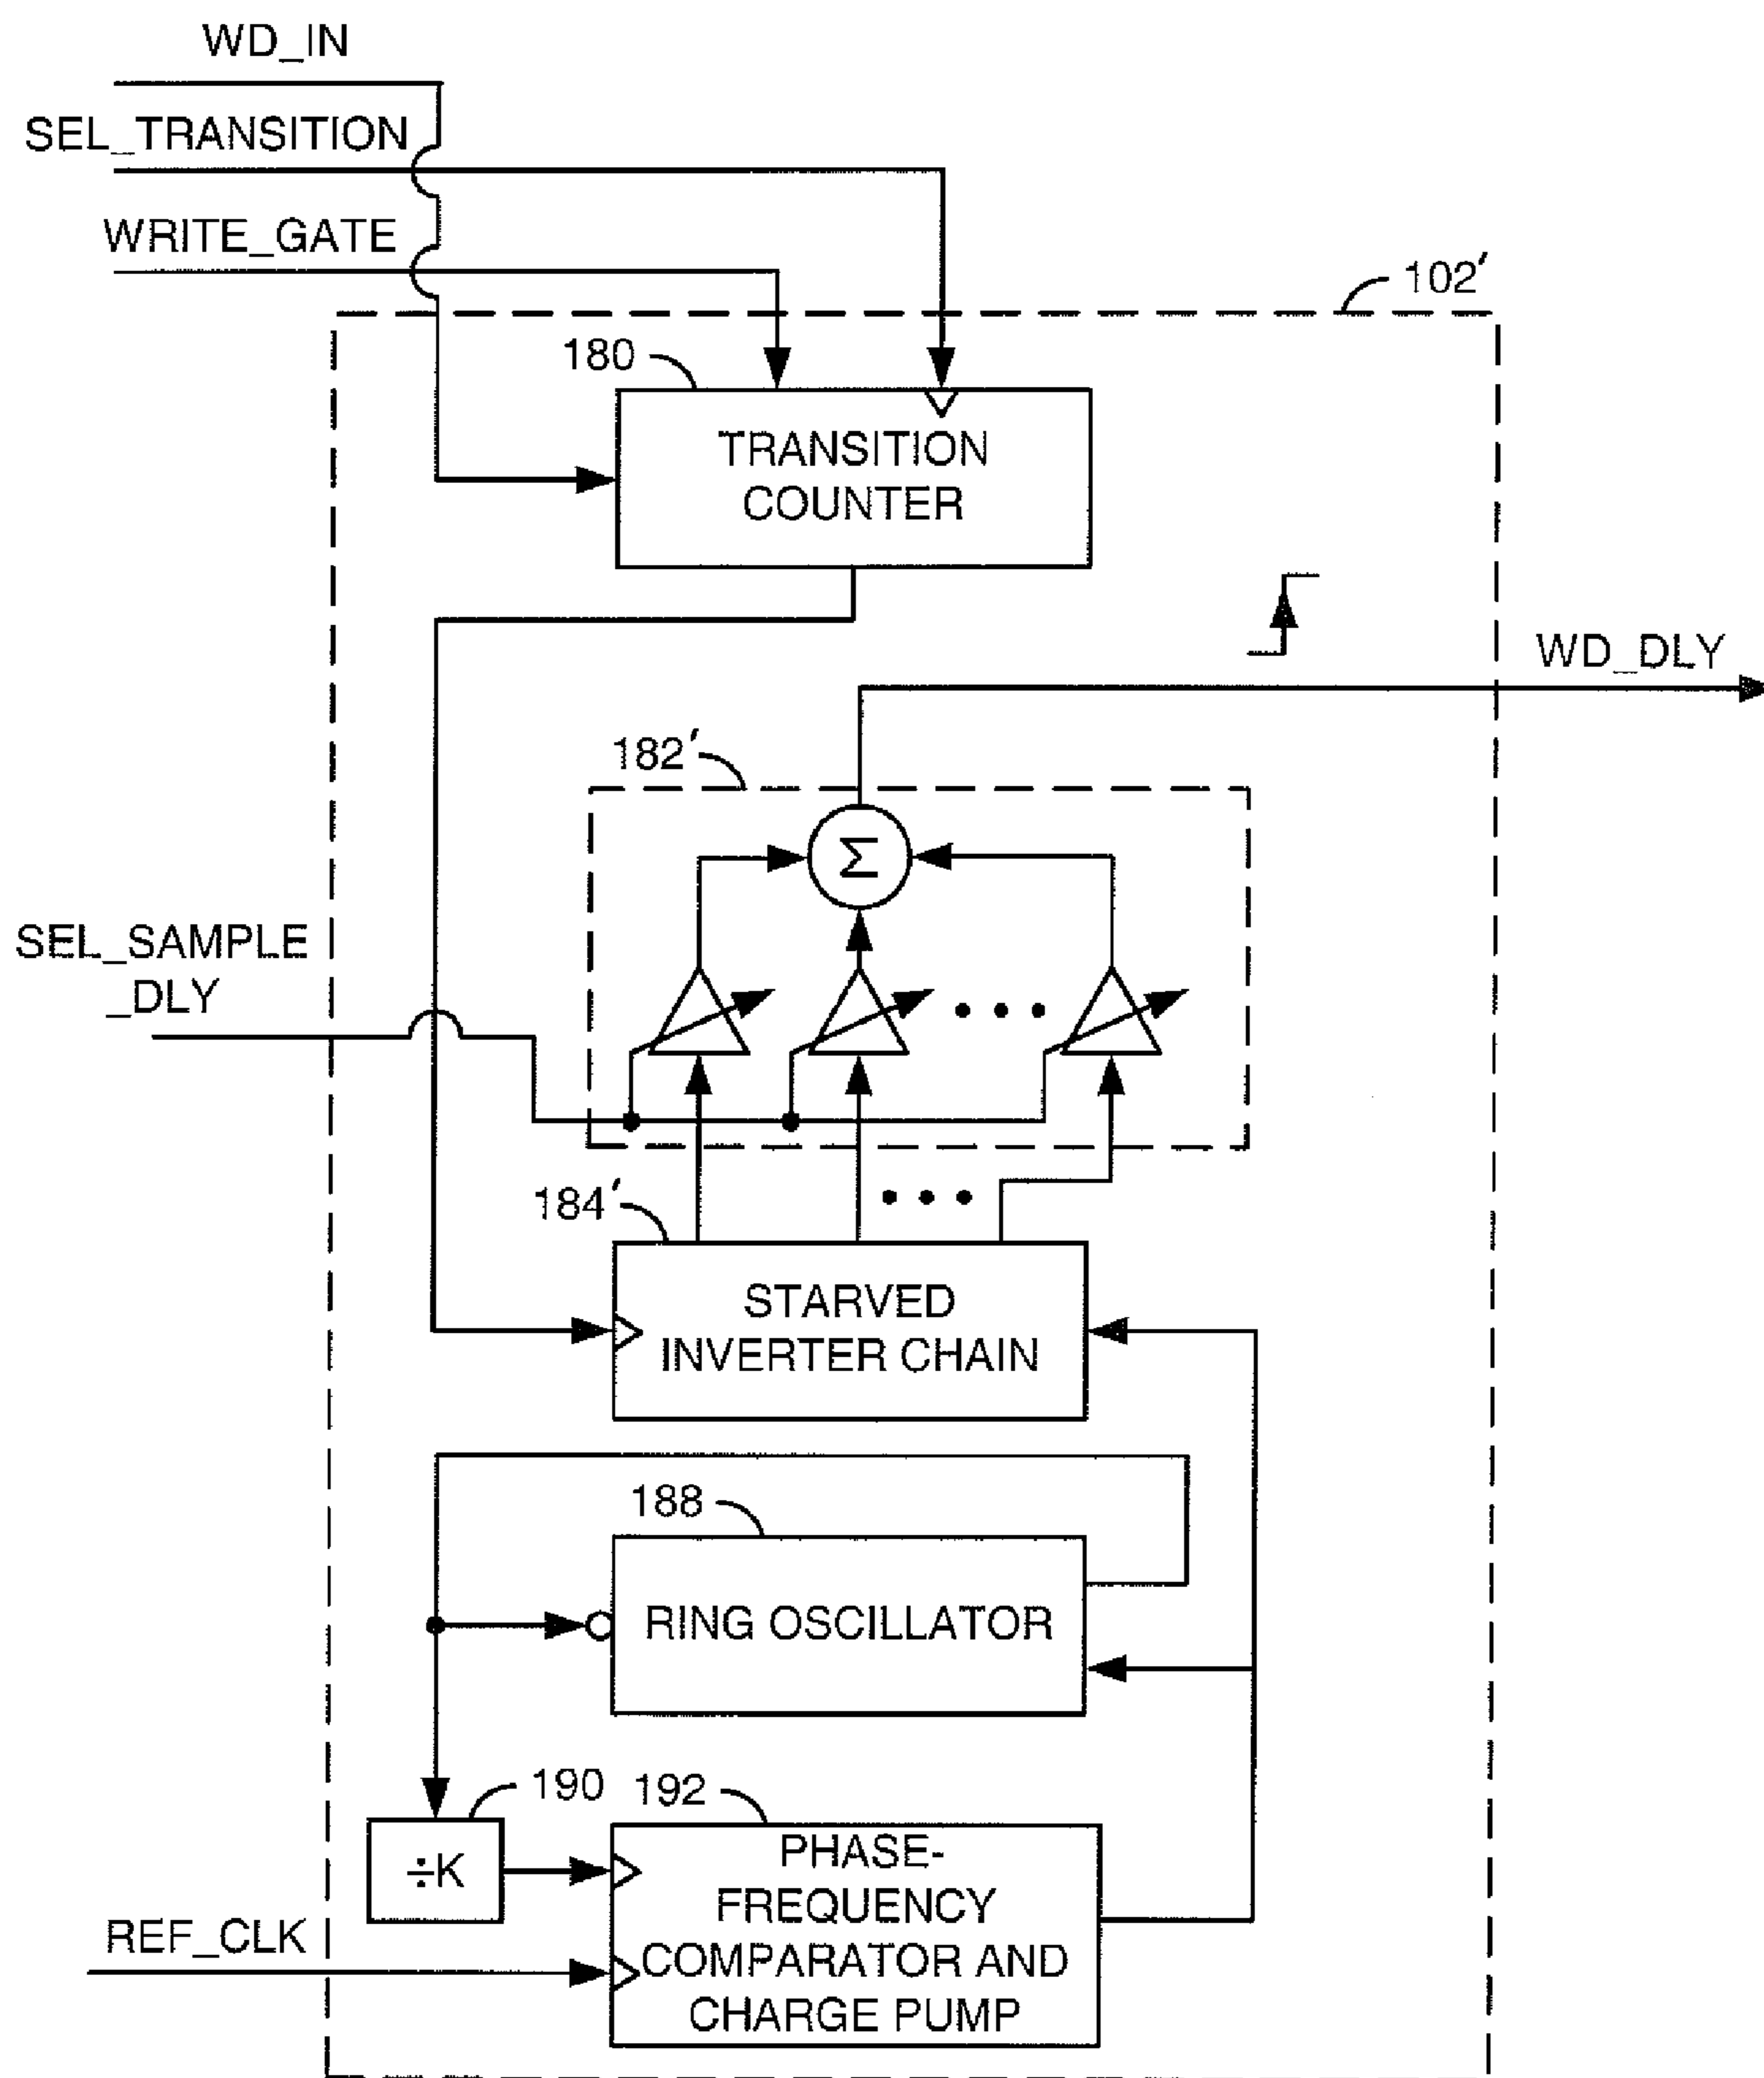 WD_IN
SEL_TRANSITION
WRITE_GATE
102′
180
TRANSITION
COUNTER
WD_DLY
182′
Σ
SEL_SAMPLE
_DLY
184′
STARVED
INVERTER CHAIN
188
RING OSCILLATOR
190
192
÷K
PHASE-
FREQUENCY
COMPARATOR AND
CHARGE PUMP
REF_CLK